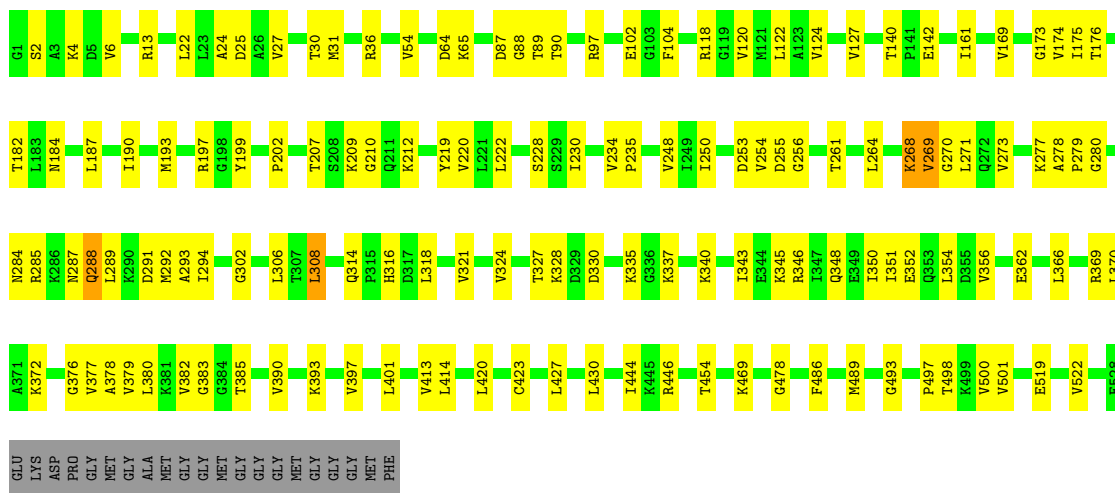 G1 S2 A3 K4 D5 V6 R13 L22 L23 A24 D25 A26 V27 T30 M31 R36 V54 D64 K65 D87 G88 T89 T90 R97 E102 G103 F104 R118 G119 V120 M121 L122 A123 V124 V127 T140 P141 E142 I161 V169 G173 V174 I175 T176
T182 L183 N184 L187 I190 M193 R197 G198 Y199 P202 T207 S208 K209 G210 Q211 K212 Y219 V220 L221 L222 S228 S229 I230 V234 P235 V248 I249 I250 D253 V254 D255 G256 T261 L264 K268 V269 G270 L271 Q272 V273 K277 A278 P279 G280
N284 R285 K286 N287 Q288 L289 K290 D291 M292 A293 I294 G302 L306 T307 L308 Q314 P315 H316 D317 L318 V321 V324 T327 K328 D329 D330 K335 G336 K337 K340 I343 E344 K345 R346 I347 Q348 E349 I350 I351 E352 Q353 L354 D355 V356 E362 L366 R369 L370
A371 K372 G376 V377 A378 V379 L380 K381 V382 G383 G384 T385 V390 K393 V397 L401 V413 L414 L420 C423 L427 L430 I444 K445 R446 T454 K469 G478 F486 M489 G493 P497 T498 K499 V500 V501 E519 V522 E528
GLU LYS ASP PRO GLY MET GLY ALA MET GLY GLY MET GLY GLY GLY MET GLY GLY GLY MET PHE